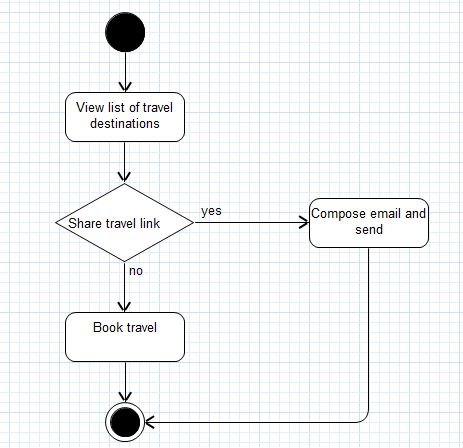 View list of travel
destinations
Share travel link
yes
Compose email and
send
no
Book travel